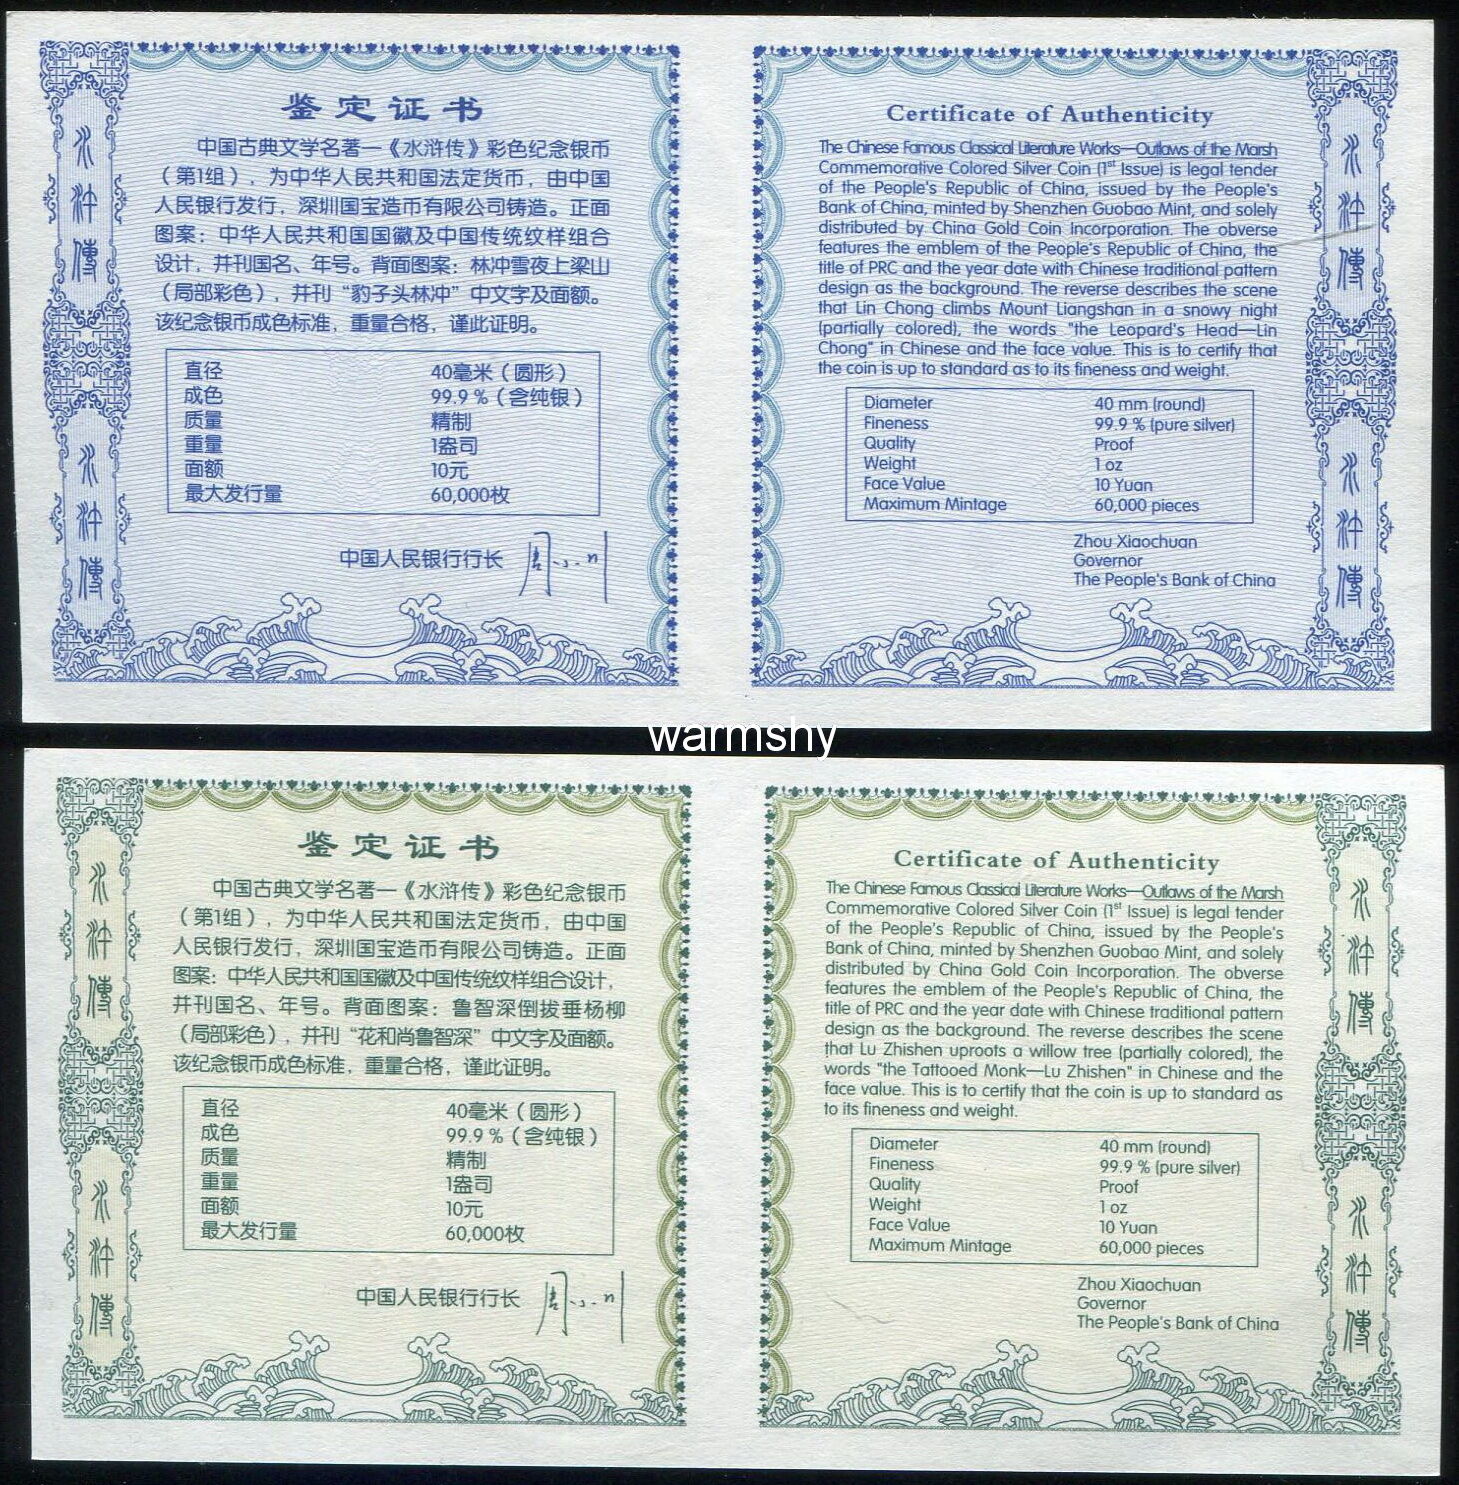 鉴定证书
中国古典文学名著—《水浒传》彩色纪念银币
（第1组），为中华人民共和国法定货币，由中国
人民银行发行，深圳国宝造币有限公司铸造。正面
图案：中华人民共和国国徽及中国传统纹样组合
设计，并刊国名、年号。背面图案：林冲雪夜上梁山
（局部彩色），并刊“豹子头林冲”中文字及面额。
该纪念银币成色标准，重量合格，谨此证明。
直径 40毫米（圆形）
成色 99.9%（含纯银）
质量 精制
重量 1盎司
面额 10元
最大发行量 60,000枚
中国人民银行行长 周小川
水浒傳
水浒傳
Certificate of Authenticity
The Chinese Famous Classical Literature Works—Outlaws of the Marsh
Commemorative Colored Silver Coin (1st Issue) is legal tender
of the People's Republic of China, issued by the People's
Bank of China, minted by Shenzhen Guobao Mint, and solely
distributed by China Gold Coin Incorporation. The obverse
features the emblem of the People's Republic of China, the
title of PRC and the year date with Chinese traditional pattern
design as the background. The reverse describes the scene
that Lin Chong climbs Mount Liangshan in a snowy night
(partially colored), the words "the Leopard's Head—Lin
Chong" in Chinese and the face value. This is to certify that
the coin is up to standard as to its fineness and weight.
Diameter 40 mm (round)
Fineness 99.9 % (pure silver)
Quality Proof
Weight 1 oz
Face Value 10 Yuan
Maximum Mintage 60,000 pieces
Zhou Xiaochuan
Governor
The People's Bank of China
水浒傳
水浒傳
warmshy
鉴定证书
中国古典文学名著—《水浒传》彩色纪念银币
（第1组），为中华人民共和国法定货币，由中国
人民银行发行，深圳国宝造币有限公司铸造。正面
图案：中华人民共和国国徽及中国传统纹样组合设计，
并刊国名、年号。背面图案：鲁智深倒拔垂杨柳
（局部彩色），并刊“花和尚鲁智深”中文字及面额。
该纪念银币成色标准，重量合格，谨此证明。
直径 40毫米（圆形）
成色 99.9%（含纯银）
质量 精制
重量 1盎司
面额 10元
最大发行量 60,000枚
中国人民银行行长 周小川
水浒傳
水浒傳
Certificate of Authenticity
The Chinese Famous Classical Literature Works—Outlaws of the Marsh
Commemorative Colored Silver Coin (1st Issue) is legal tender
of the People's Republic of China, issued by the People's
Bank of China, minted by Shenzhen Guobao Mint, and solely
distributed by China Gold Coin Incorporation. The obverse
features the emblem of the People's Republic of China, the
title of PRC and the year date with Chinese traditional pattern
design as the background. The reverse describes the scene
that Lu Zhishen uproots a willow tree (partially colored), the
words "the Tattooed Monk—Lu Zhishen" in Chinese and the
face value. This is to certify that the coin is up to standard as
to its fineness and weight.
Diameter 40 mm (round)
Fineness 99.9 % (pure silver)
Quality Proof
Weight 1 oz
Face Value 10 Yuan
Maximum Mintage 60,000 pieces
Zhou Xiaochuan
Governor
The People's Bank of China
水浒傳
水浒傳